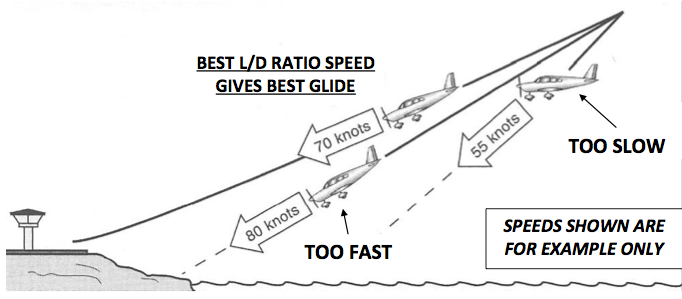 BEST L/D RATIO SPEED
GIVES BEST GLIDE
70 knots
55 knots
TOO SLOW
80 knots
TOO FAST
SPEEDS SHOWN ARE
FOR EXAMPLE ONLY